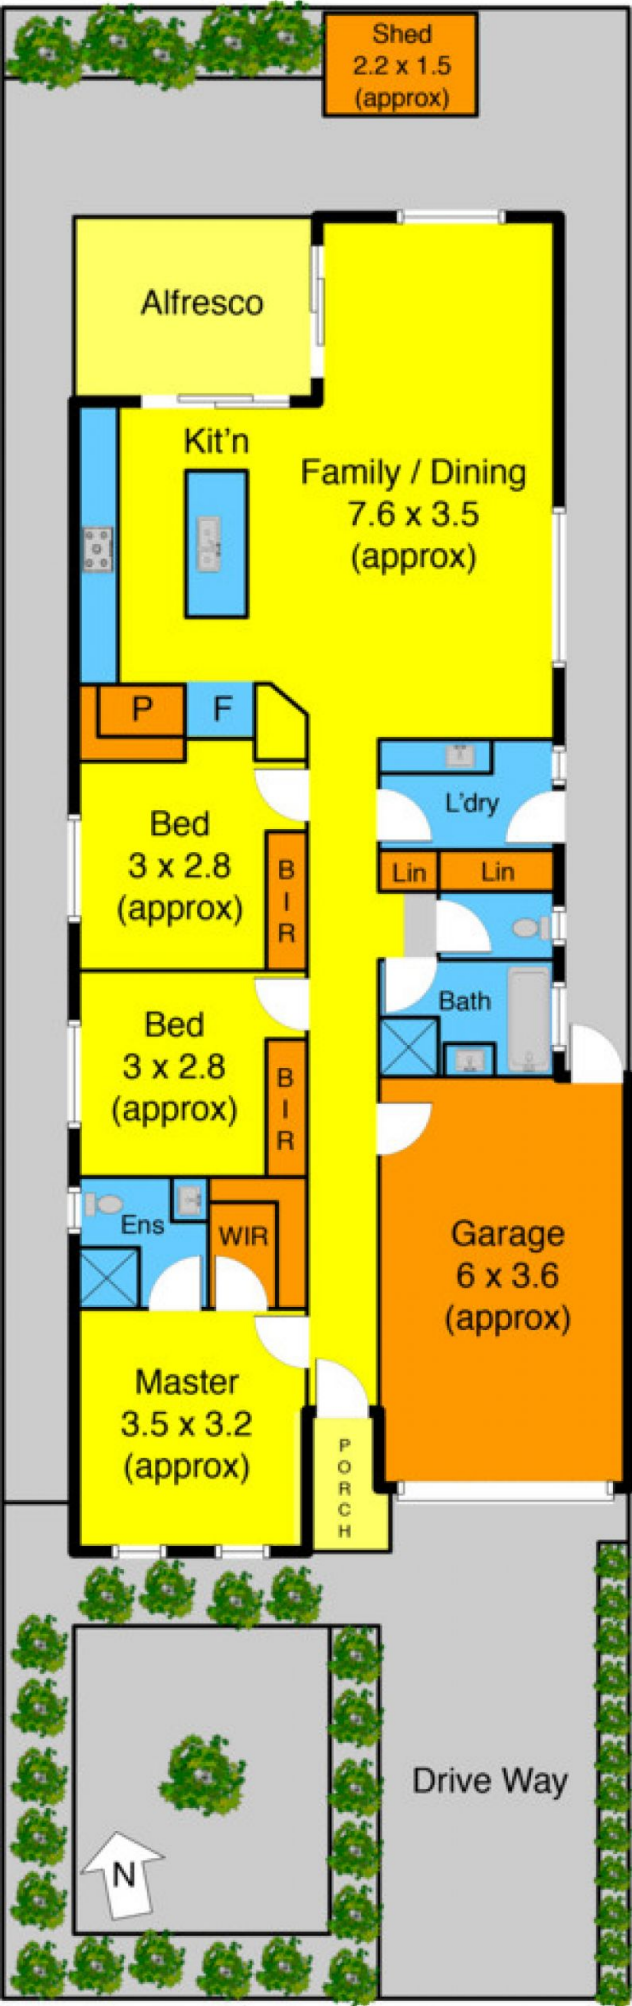 Shed
2.2 x 1.5
(approx)
Alfresco
Kit'n
Family / Dining
7.6 x 3.5
(approx)
P
F
L'dry
Bed
3 x 2.8
(approx)
B
I
R
Lin
Lin
Bath
Bed
3 x 2.8
(approx)
B
I
R
Ens
WIR
Garage
6 x 3.6
(approx)
Master
3.5 x 3.2
(approx)
P
O
R
C
H
Drive Way
N